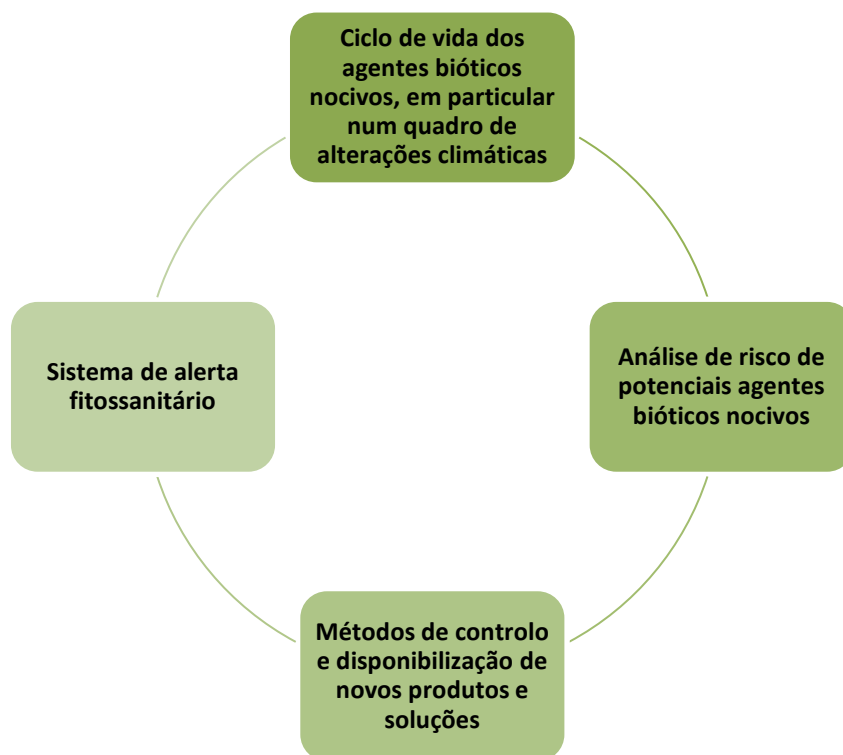 Ciclo de vida dos
agentes bióticos
nocivos, em particular
num quadro de
alterações climáticas
Análise de risco de
potenciais agentes
bióticos nocivos
Métodos de controlo
e disponibilização de
novos produtos e
soluções
Sistema de alerta
fitossanitário